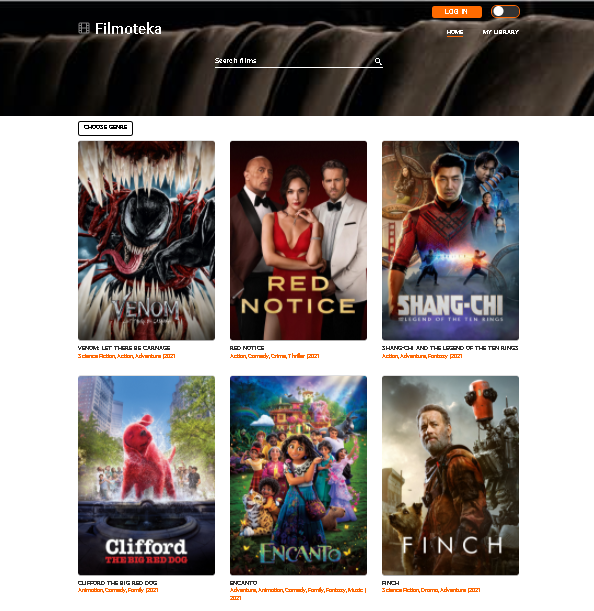 LOG IN
Filmoteka
HOME MY LIBRARY
Search films
CHOOSE GENRE
VENOM
LET THERE BE CARNAGE
RED
NOTICE
SHANG-CHI
AND THE LEGEND OF THE TEN RINGS
VENOM: LET THERE BE CARNAGE
Science Fiction, Action, Adventure | 2021
RED NOTICE
Action, Comedy, Crime, Thriller | 2021
SHANG-CHI AND THE LEGEND OF THE TEN RINGS
Action, Adventure, Fantasy | 2021
Clifford
THE BIG RED DOG
ENCANTO
FINCH
CLIFFORD THE BIG RED DOG
Animation, Comedy, Family | 2021
ENCANTO
Adventure, Animation, Comedy, Family, Fantasy, Music |
2021
FINCH
Science Fiction, Drama, Adventure | 2021